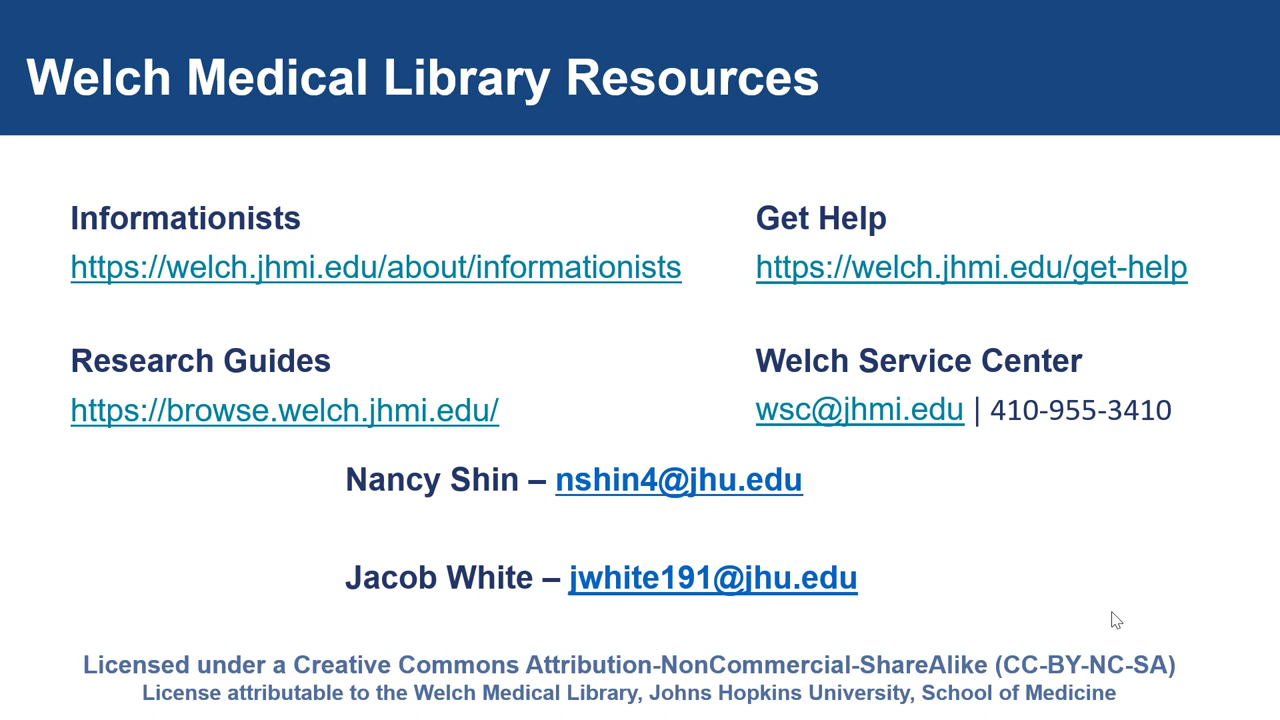 Welch Medical Library Resources
Informationists
https://welch.jhmi.edu/about/informationists
Get Help
https://welch.jhmi.edu/get-help
Research Guides
https://browse.welch.jhmi.edu/
Welch Service Center
wsc@jhmi.edu | 410-955-3410
Nancy Shin – nshin4@jhu.edu
Jacob White – jwhite191@jhu.edu
Licensed under a Creative Commons Attribution-NonCommercial-ShareAlike (CC-BY-NC-SA)
License attributable to the Welch Medical Library, Johns Hopkins University, School of Medicine